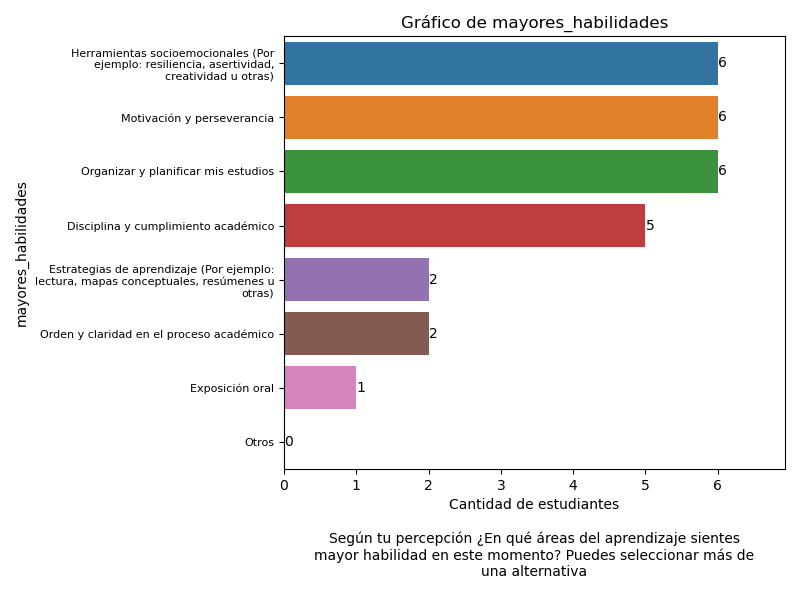 Gráfico de mayores_habilidades
mayores_habilidades
Herramientas socioemocionales (Por
ejemplo: resiliencia, asertividad,
creatividad u otras)
6
Motivación y perseverancia
6
Organizar y planificar mis estudios
6
Disciplina y cumplimiento académico
5
Estrategias de aprendizaje (Por ejemplo:
lectura, mapas conceptuales, resúmenes u
otras)
2
Orden y claridad en el proceso académico
2
Exposición oral
1
Otros
0
0 1 2 3 4 5 6
Cantidad de estudiantes
Según tu percepción ¿En qué áreas del aprendizaje sientes
mayor habilidad en este momento? Puedes seleccionar más de
una alternativa